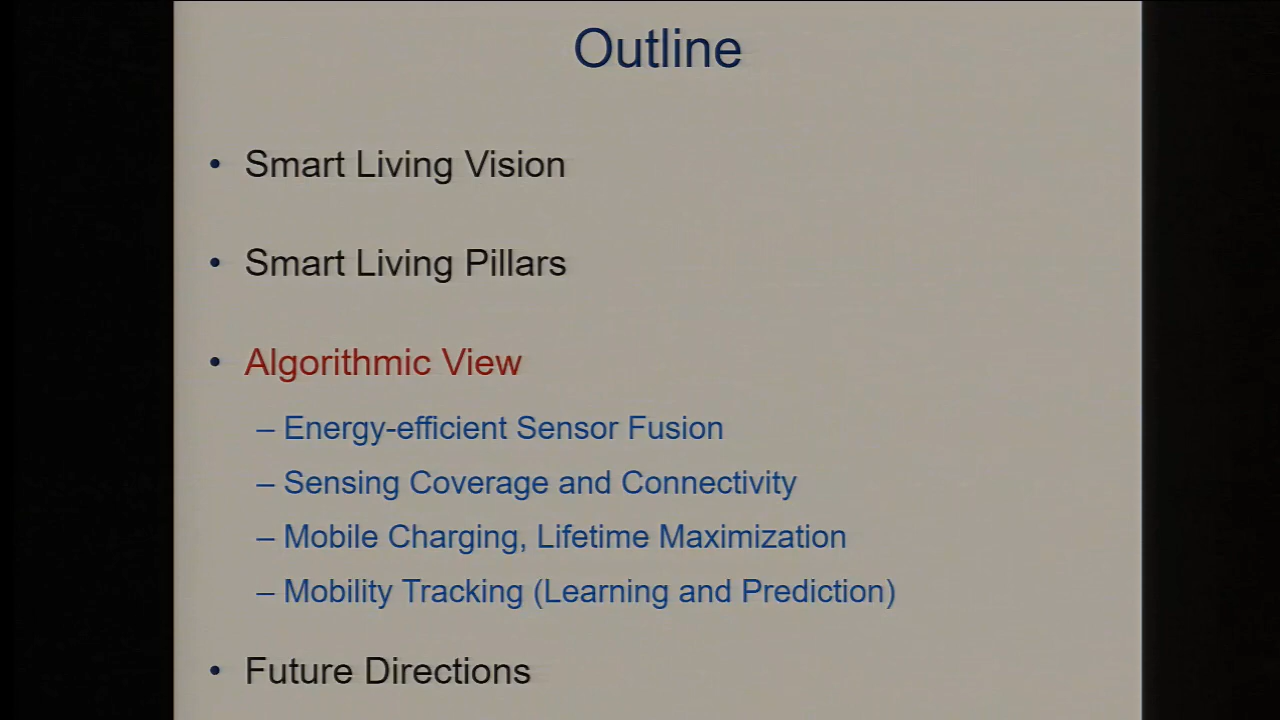 Outline
• Smart Living Vision
• Smart Living Pillars
• Algorithmic View
– Energy-efficient Sensor Fusion
– Sensing Coverage and Connectivity
– Mobile Charging, Lifetime Maximization
– Mobility Tracking (Learning and Prediction)
• Future Directions